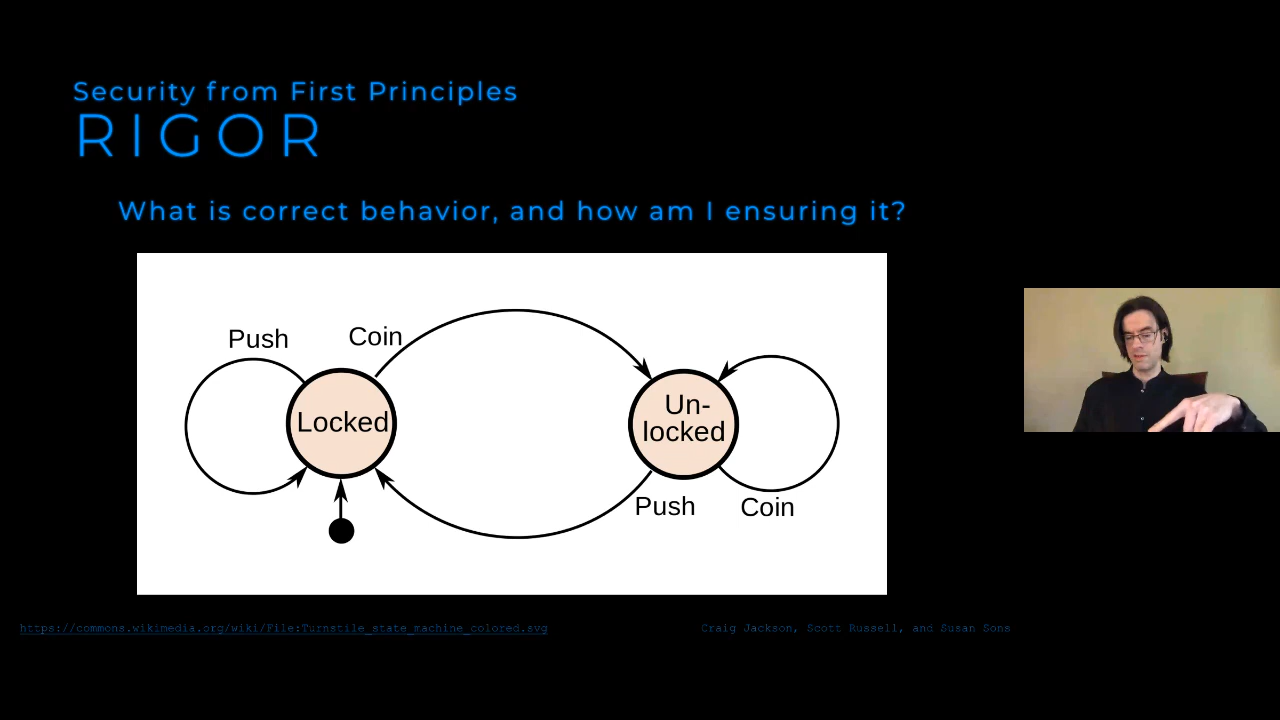 Security from First Principles
RIGOR
What is correct behavior, and how am I ensuring it?
Push
Coin
Locked
Un-
locked
Push
Coin
https://commons.wikimedia.org/wiki/File:Turnstile_state_machine_colored.svg
Craig Jackson, Scott Russell, and Susan Sons